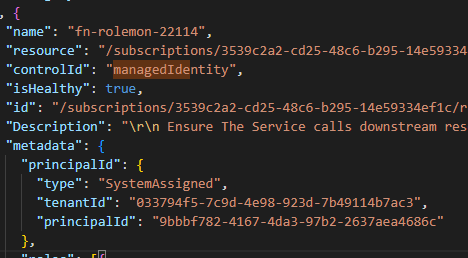 , {
"name": "fn-rolemon-22114",
"resource": "/subscriptions/3539c2a2-cd25-48c6-b295-14e59334
"controlId": "managedIdentity",
"isHealthy": true,
"id": "/subscriptions/3539c2a2-cd25-48c6-b295-14e59334ef1c/r
"Description": "\r\n Ensure The Service calls downstream res
"metadata": {
"principalId": {
"type": "SystemAssigned",
"tenantId": "033794f5-7c9d-4e98-923d-7b49114b7ac3",
"principalId": "9bbbf782-4167-4da3-97b2-2637aea4686c"
},
"roles": [{